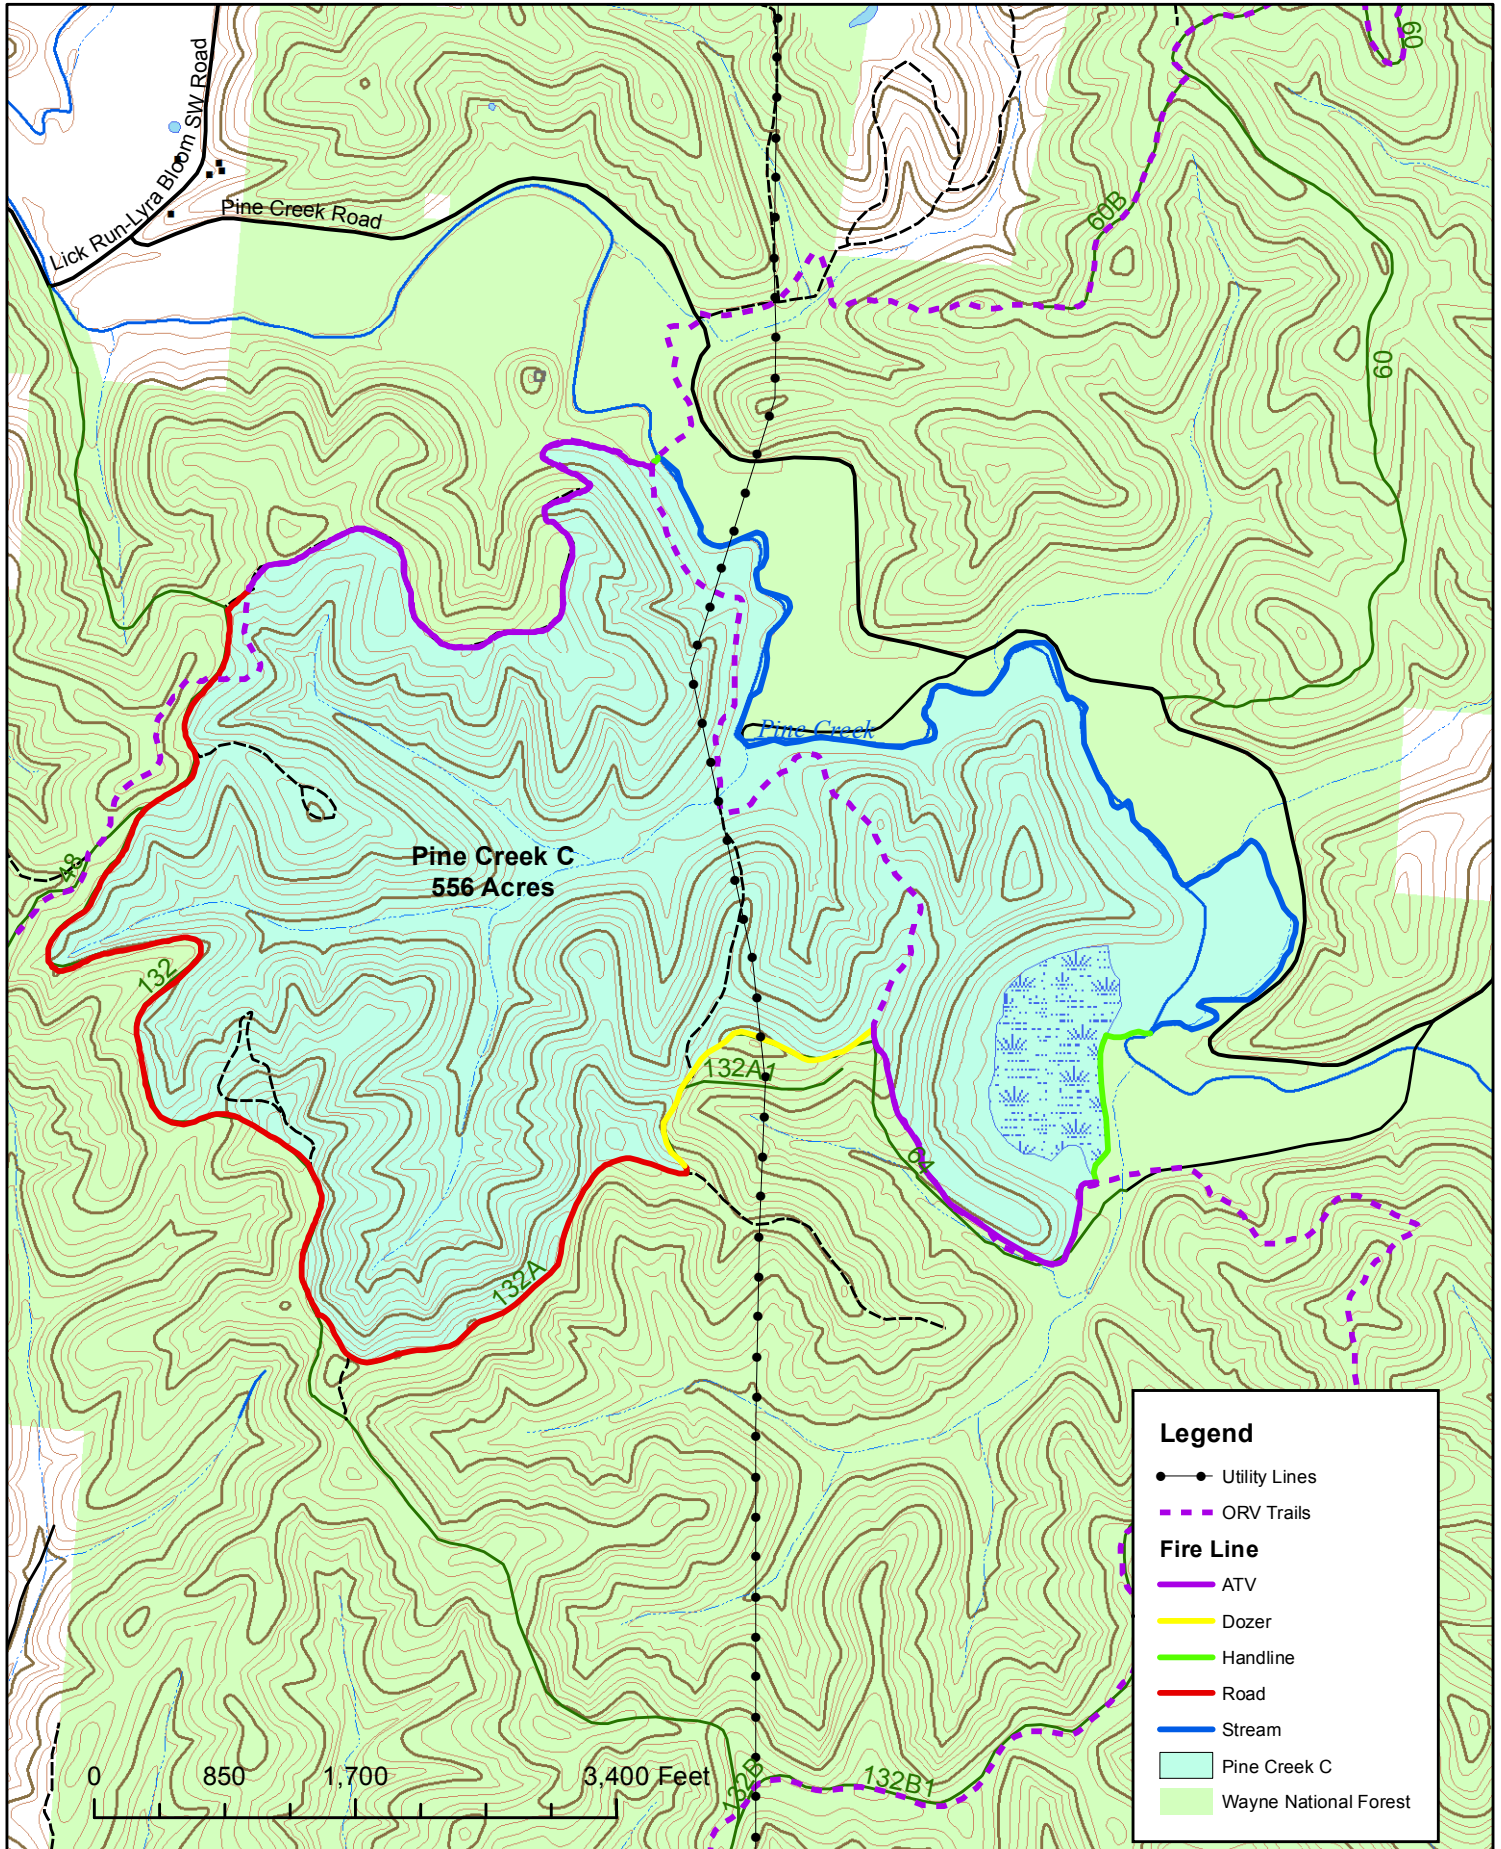 60
Lick Run-Lyra Bloom SW Road
Pine Creek Road
60B
60
Pine Creek
48
Pine Creek C
556 Acres
132
132A1
64
132A
Legend
Utility Lines
ORV Trails
Fire Line
ATV
Dozer
Handline
Road
Stream
Pine Creek C
Wayne National Forest
0 850 1,700 3,400 Feet
132B
132B1